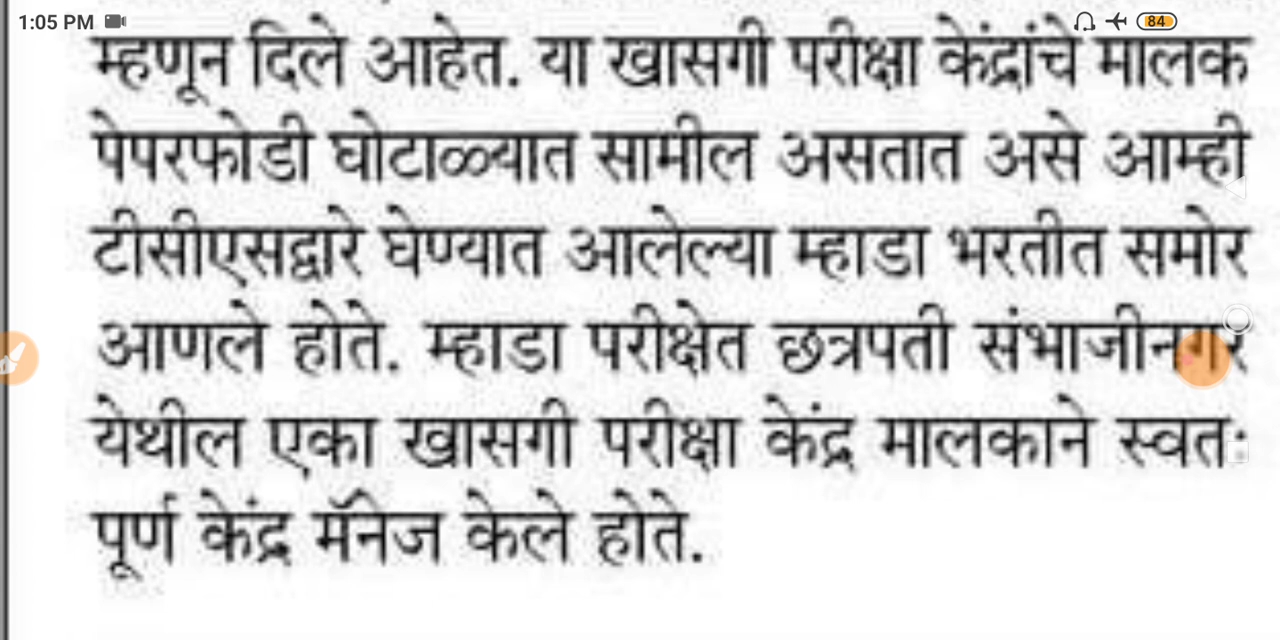 1:05 PM 84
म्हणून दिले आहेत. या खासगी परीक्षा केंद्रांचे मालक
पेपरफोडी घोटाळ्यात सामील असतात असे आम्ही
टीसीएसद्वारे घेण्यात आलेल्या म्हाडा भरतीत समोर
आणले होते. म्हाडा परीक्षेत छत्रपती संभाजीनगर
येथील एका खासगी परीक्षा केंद्र मालकाने स्वतः
पूर्ण केंद्र मॅनेज केले होते.